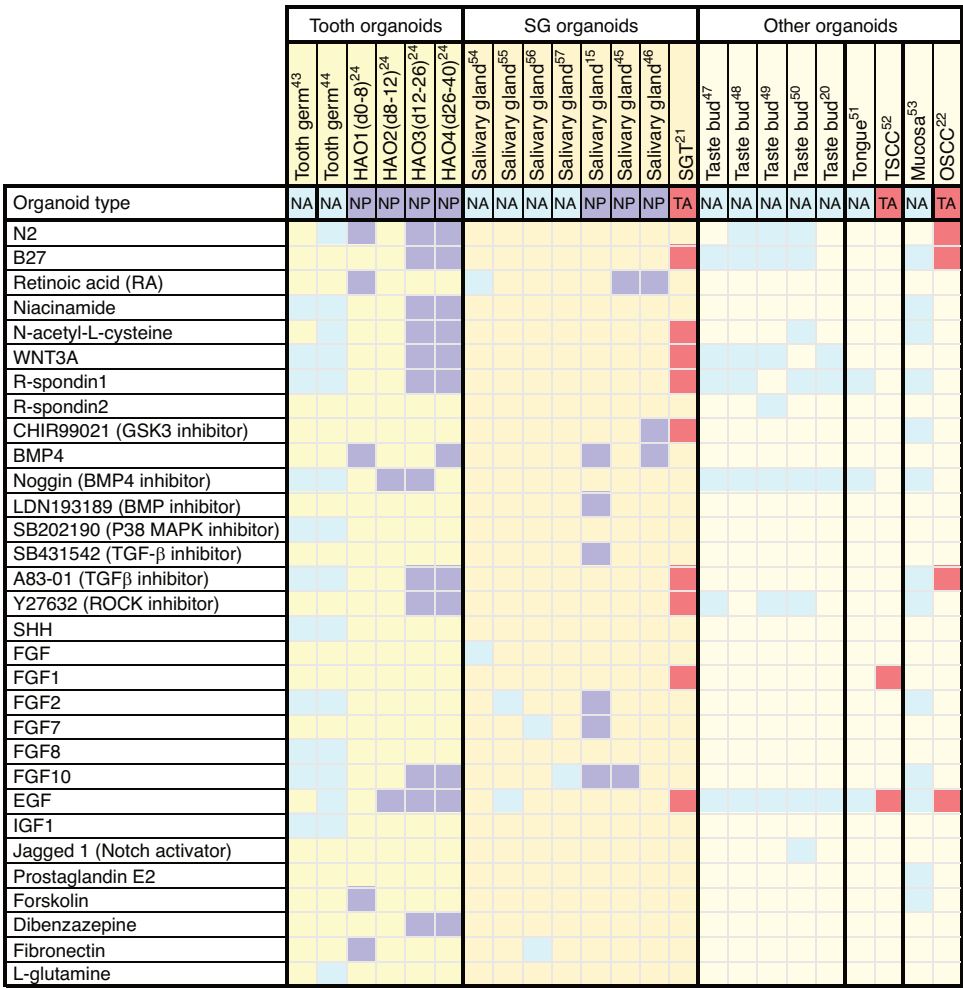 Tooth organoids SG organoids Other organoids
Tooth germ43 Tooth germ44 HAO1(d0-8)24 HAO2(d8-12)24 HAO3(d12-26)24 HAO4(d26-40)24 Salivary gland54 Salivary gland55 Salivary gland56 Salivary gland57 Salivary gland15 Salivary gland45 Salivary gland46 SGT21 Taste bud47 Taste bud48 Taste bud49 Taste bud50 Taste bud20 Tongue51 TSCC52 Mucosa53 OSCC22
Organoid type NA NA NP NP NP NP NA NA NA NA NP NP NP TA NA NA NA NA NA NA TA NA TA
N2
B27
Retinoic acid (RA)
Niacinamide
N-acetyl-L-cysteine
WNT3A
R-spondin1
R-spondin2
CHIR99021 (GSK3 inhibitor)
BMP4
Noggin (BMP4 inhibitor)
LDN193189 (BMP inhibitor)
SB202190 (P38 MAPK inhibitor)
SB431542 (TGF-β inhibitor)
A83-01 (TGFβ inhibitor)
Y27632 (ROCK inhibitor)
SHH
FGF
FGF1
FGF2
FGF7
FGF8
FGF10
EGF
IGF1
Jagged 1 (Notch activator)
Prostaglandin E2
Forskolin
Dibenzazepine
Fibronectin
L-glutamine